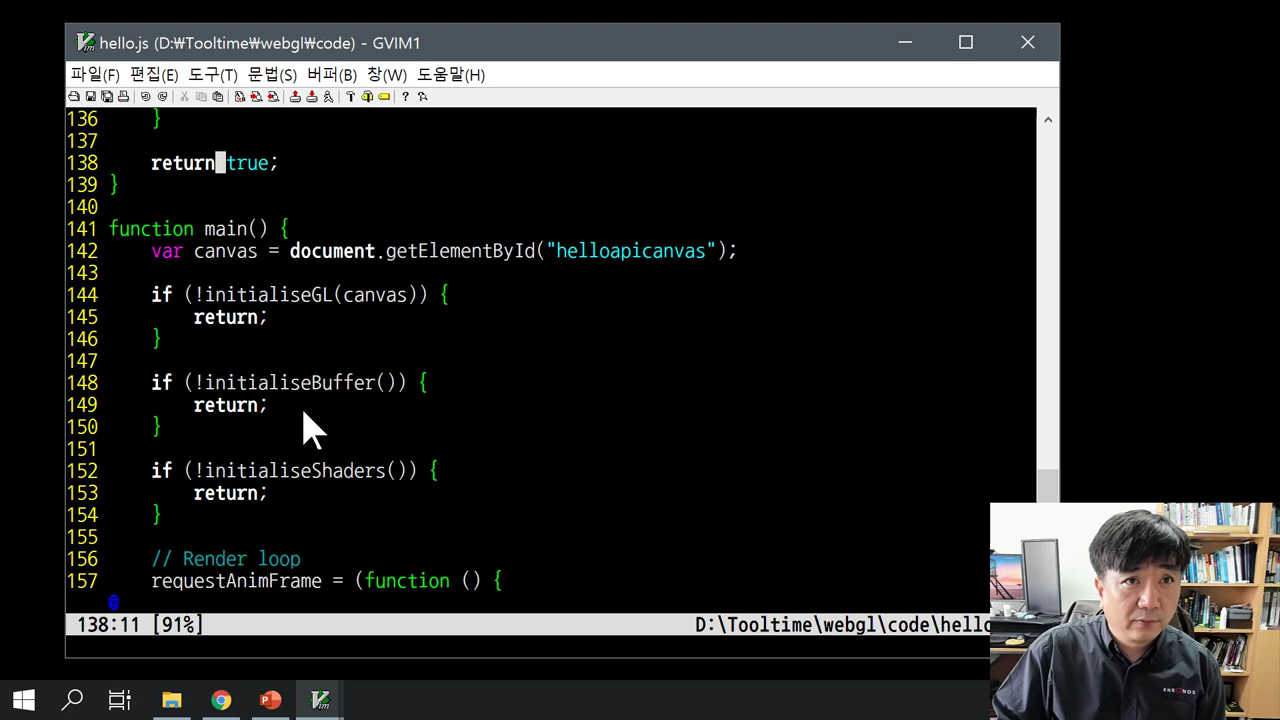 hello.js (D:₩Tooltime₩webgl₩code) - GVIM1
파일(F) 편집(E) 도구(T) 문법(S) 버퍼(B) 창(W) 도움말(H)
136     }
137
138     return true;
139 }
140
141 function main() {
142     var canvas = document.getElementById("helloapicanvas");
143
144     if (!initialiseGL(canvas)) {
145         return;
146     }
147
148     if (!initialiseBuffer()) {
149         return;
150     }
151
152     if (!initialiseShaders()) {
153         return;
154     }
155
156     // Render loop
157     requestAnimFrame = (function () {
@
138:11 [91%] D:\Tooltime\webgl\code\hello
KHRONOS